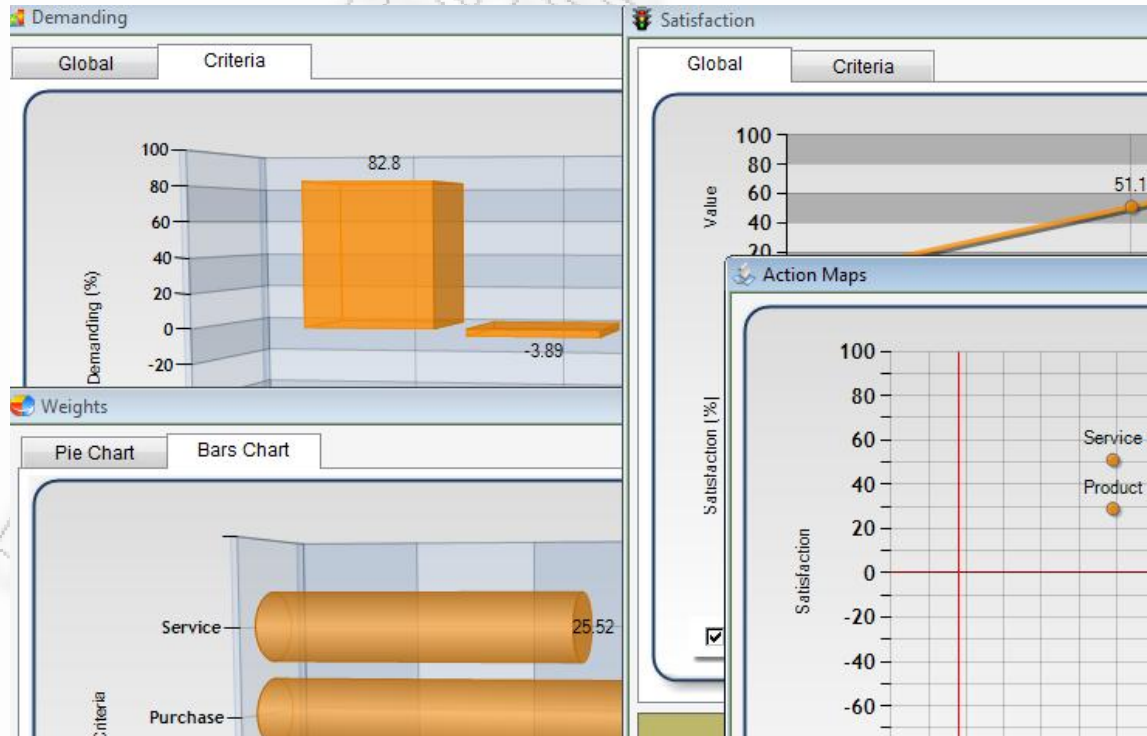 Demanding
Global
Criteria
100
82.8
80
60
40
20
0
-3.89
-20
Demanding (%)
Weights
Pie Chart
Bars Chart
Service
25.52
Purchase
Criteria
Satisfaction
Global
Criteria
100
80
51.1
60
40
20
Value
Satisfaction (%)
Action Maps
100
80
60
Service
40
Product
20
0
-20
-40
-60
Satisfaction